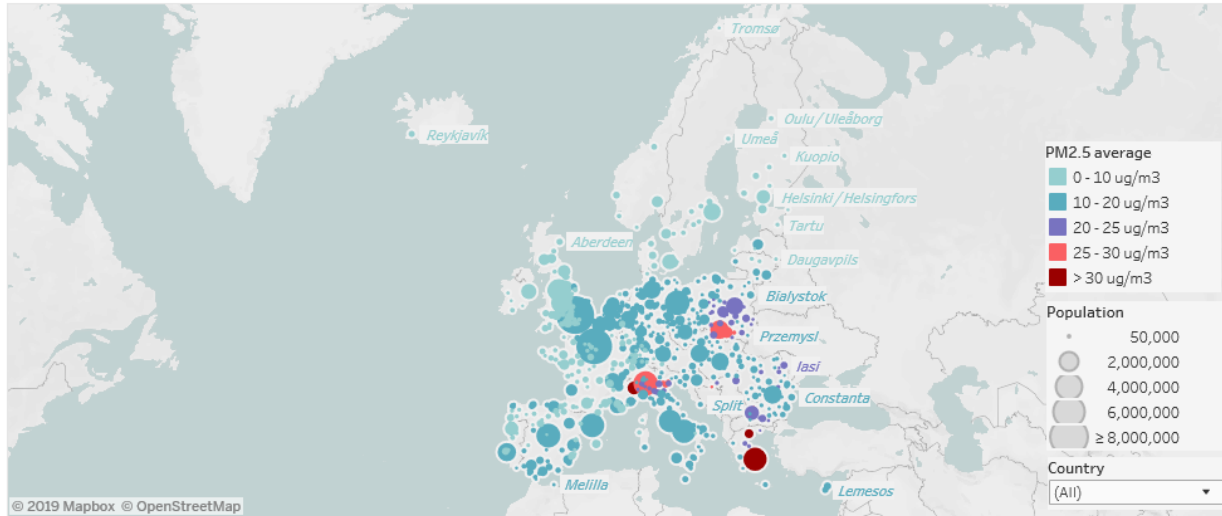 Tromsø
Oulu / Uleåborg
Reykjavík
Umeå
Kuopio
Helsinki / Helsingfors
Tartu
Aberdeen
Daugavpils
Bialystok
Przemysl
Iasi
Constanta
Split
Melilla
Lemesos
PM2.5 average
0 - 10 ug/m3
10 - 20 ug/m3
20 - 25 ug/m3
25 - 30 ug/m3
> 30 ug/m3
Population
50,000
2,000,000
4,000,000
6,000,000
≥ 8,000,000
Country
(All)
© 2019 Mapbox © OpenStreetMap